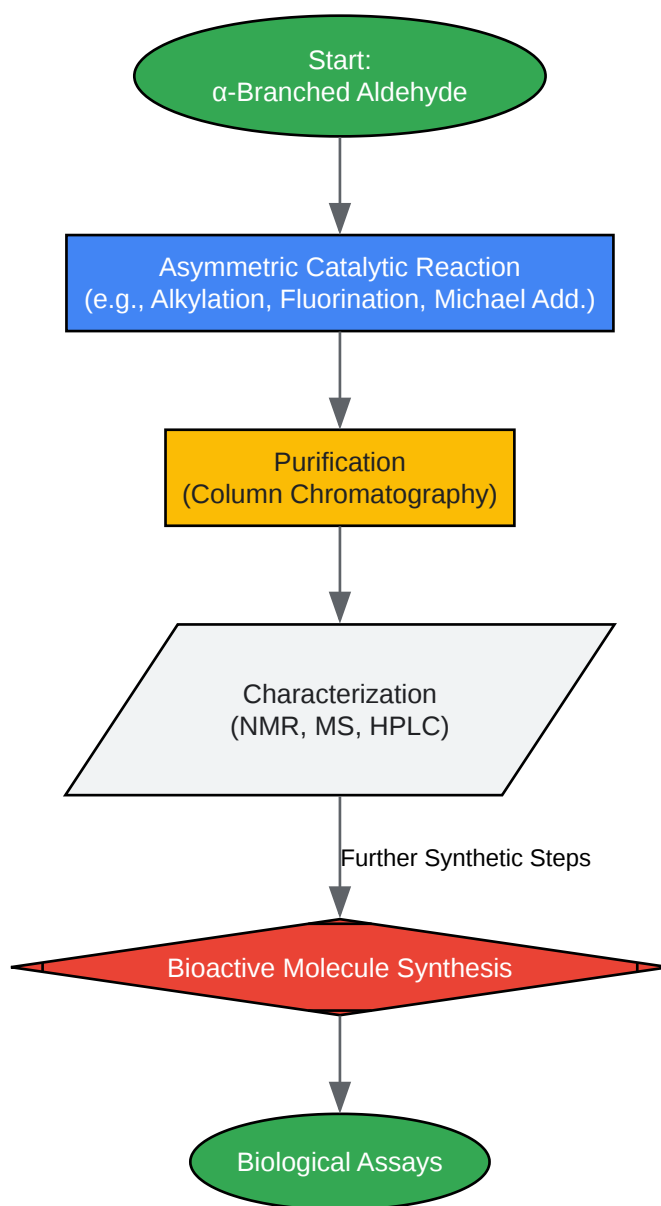 Start:
α-Branched Aldehyde
Asymmetric Catalytic Reaction
(e.g., Alkylation, Fluorination, Michael Add.)
Purification
(Column Chromatography)
Characterization
(NMR, MS, HPLC)
Further Synthetic Steps
Bioactive Molecule Synthesis
Biological Assays